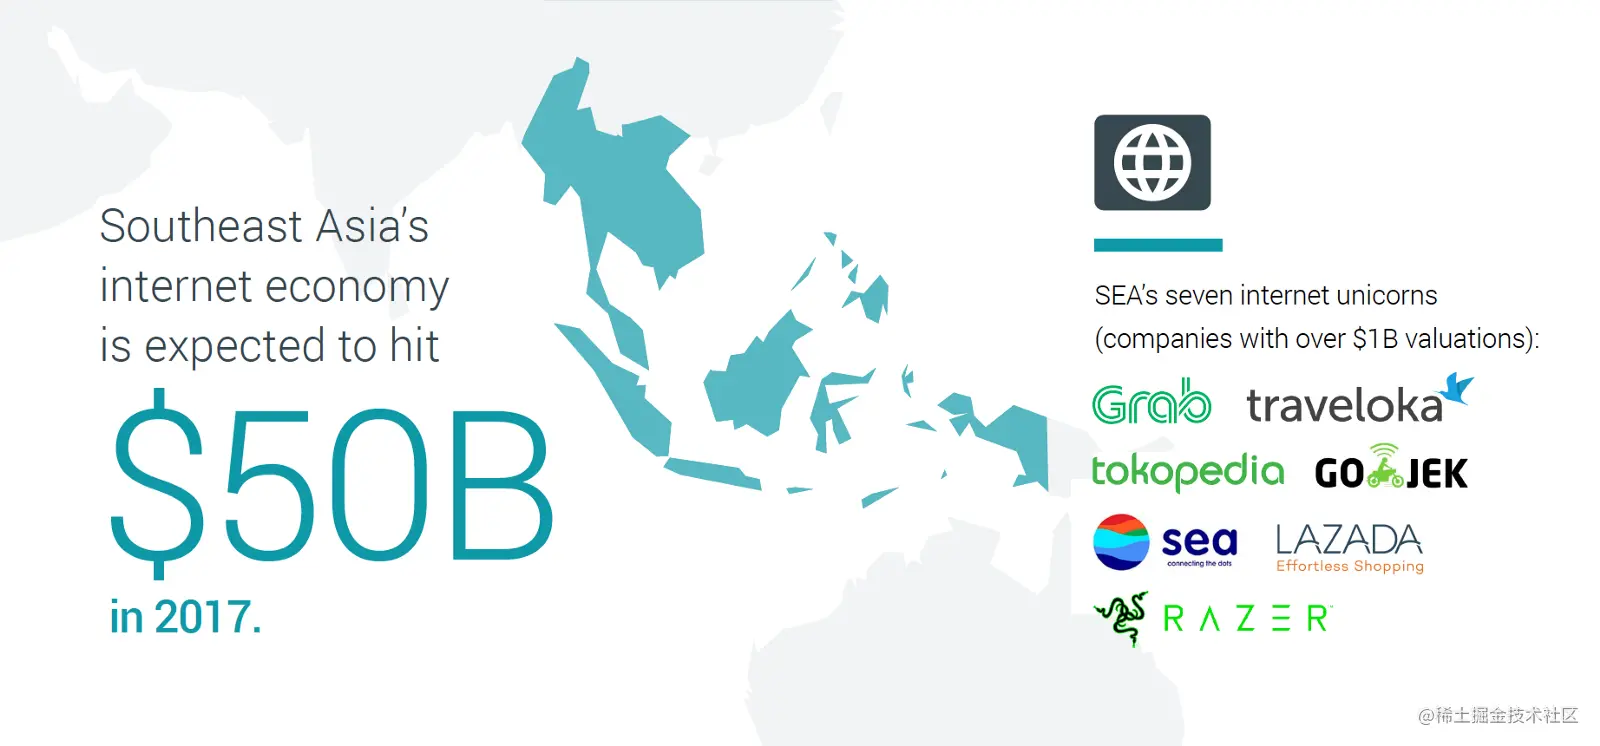 Southeast Asia’s
internet economy
is expected to hit
$50B
in 2017.
SEA’s seven internet unicorns
(companies with over $1B valuations):
Grab traveloka
tokopedia GO JEK
sea LAZADA
connecting the dots Effortless Shopping
RAZER™
@稀土掘金技术社区